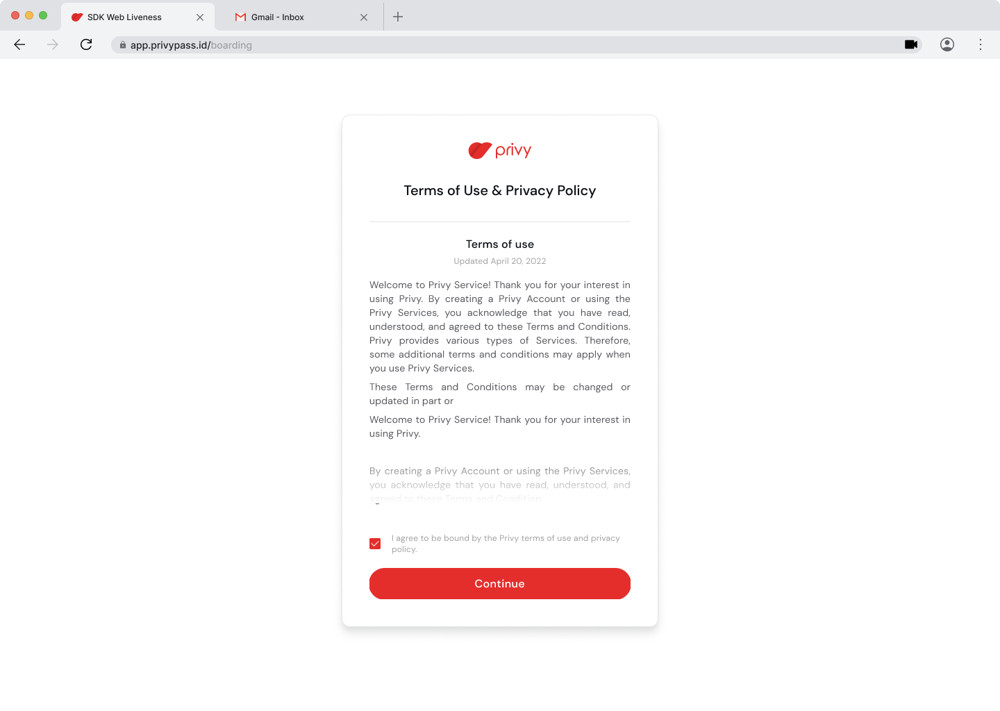 SDK Web Liveness
Gmail - Inbox
app.privypass.id/boarding
privy
Terms of Use & Privacy Policy
Terms of use
Updated April 20, 2022
Welcome to Privy Service! Thank you for your interest in
using Privy. By creating a Privy Account or using the
Privy Services, you acknowledge that you have read,
understood, and agreed to these Terms and Conditions.
Privy provides various types of Services. Therefore,
some additional terms and conditions may apply when
you use Privy Services.
These Terms and Conditions may be changed or
updated in part or
Welcome to Privy Service! Thank you for your interest in
using Privy.
By creating a Privy Account or using the Privy Services,
you acknowledge that you have read, understood, and
agreed to these Terms and Condition.
I agree to be bound by the Privy terms of use and privacy
policy.
Continue